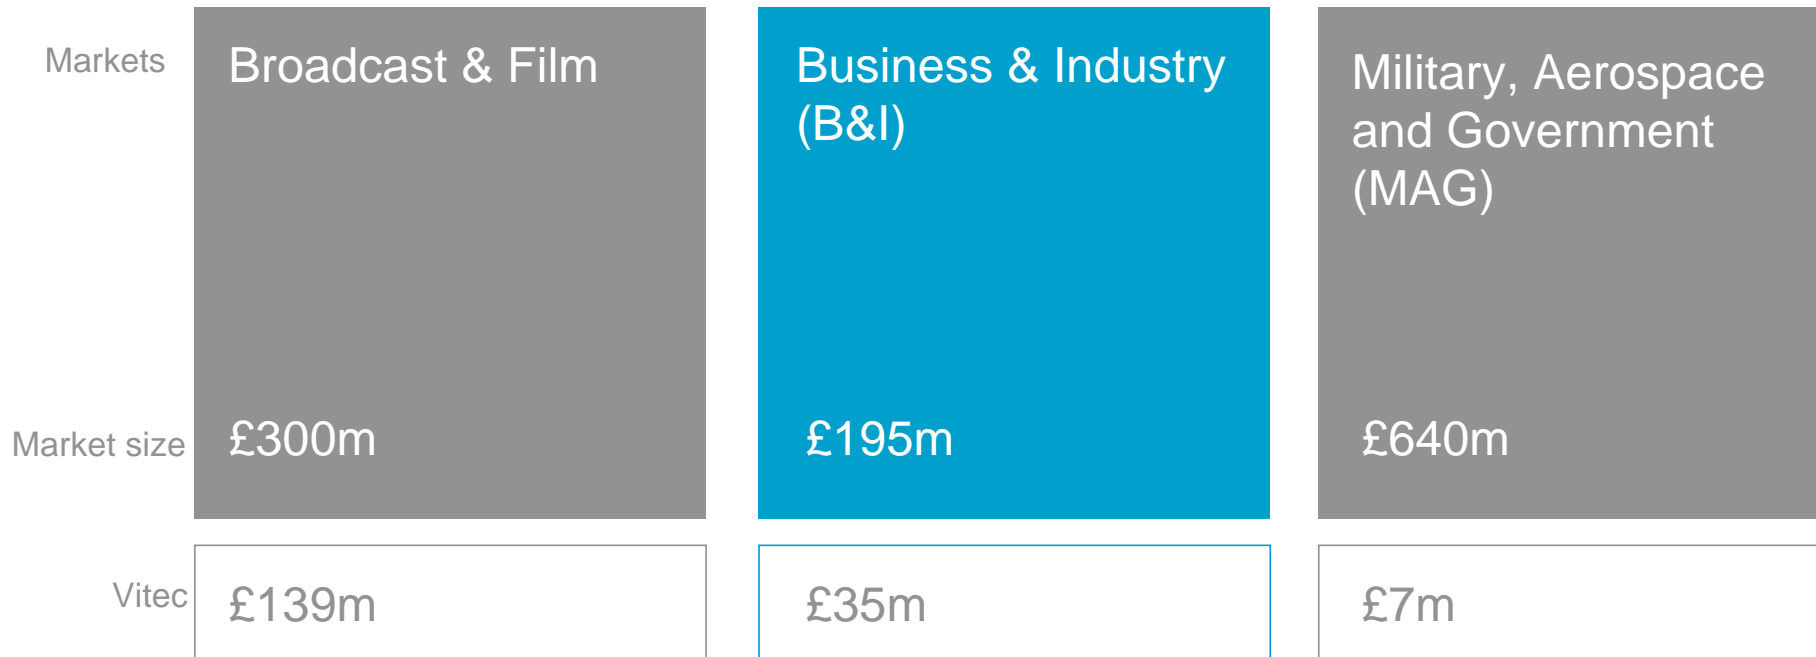 Markets
Broadcast & Film
Business & Industry
(B&I)
Military, Aerospace
and Government
(MAG)
Market size
£300m
£195m
£640m
Vitec
£139m
£35m
£7m